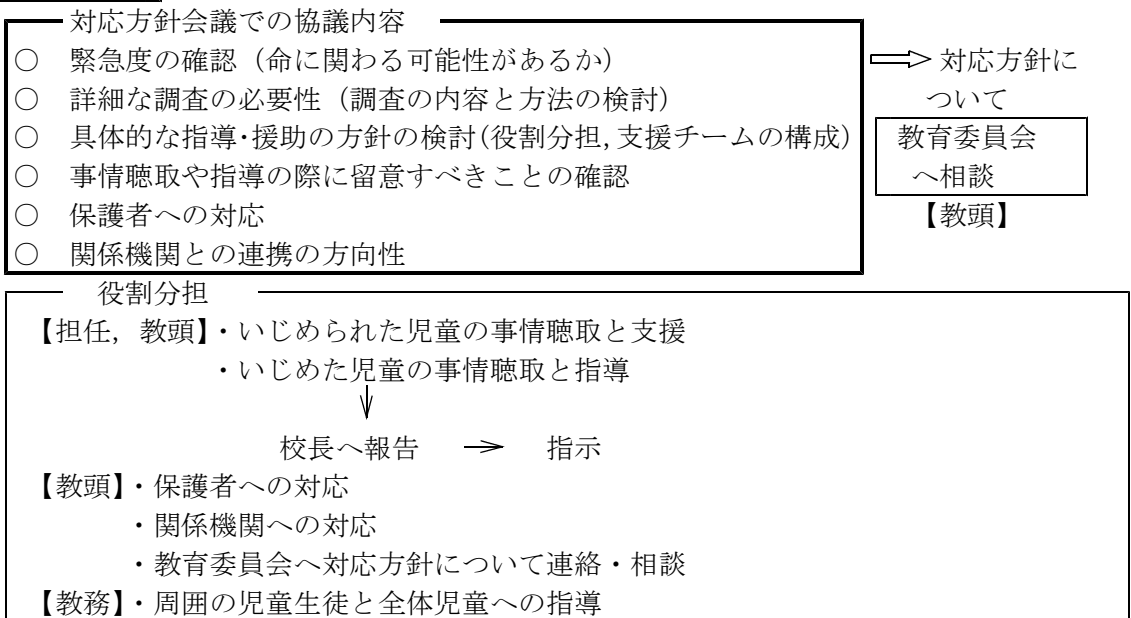 対応方針会議での協議内容
○ 緊急度の確認（命に関わる可能性があるか）
○ 詳細な調査の必要性（調査の内容と方法の検討）
○ 具体的な指導・援助の方針の検討（役割分担，支援チームの構成）
○ 事情聴取や指導の際に留意すべきことの確認
○ 保護者への対応
○ 関係機関との連携の方向性
対応方針に
ついて
教育委員会
へ相談
【教頭】
役割分担
【担任，教頭】・いじめられた児童の事情聴取と支援
・いじめた児童の事情聴取と指導
校長へ報告 → 指示
【教頭】・保護者への対応
・関係機関への対応
・教育委員会へ対応方針について連絡・相談
【教務】・周囲の児童生徒と全体児童への指導